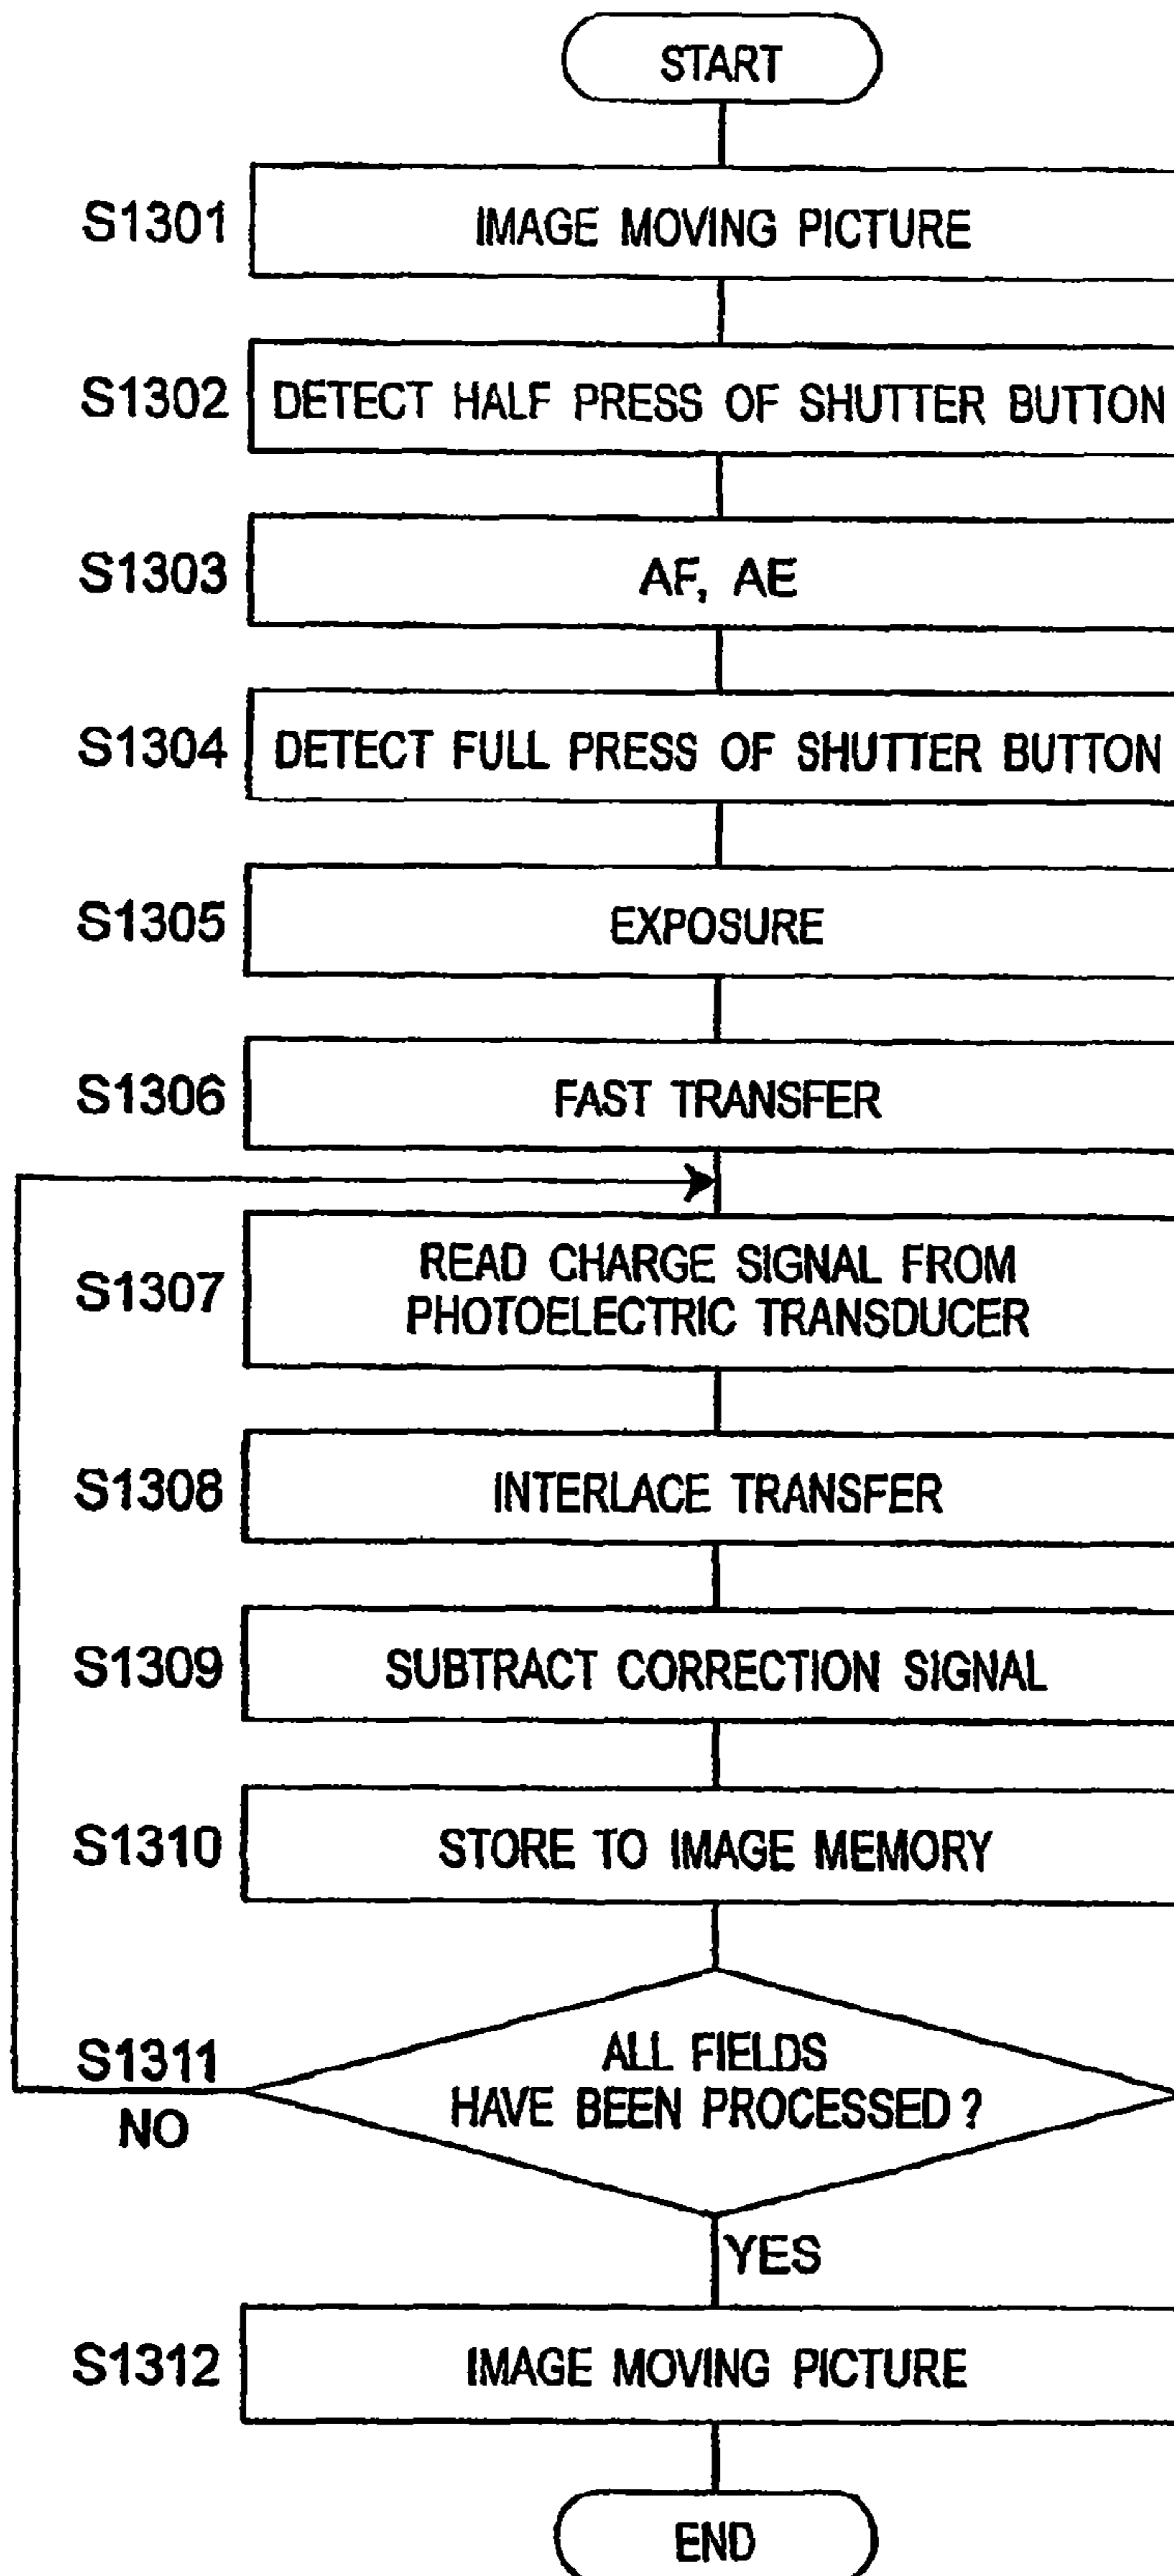 START
S1301
IMAGE MOVING PICTURE
S1302
DETECT HALF PRESS OF SHUTTER BUTTON
S1303
AF, AE
S1304
DETECT FULL PRESS OF SHUTTER BUTTON
S1305
EXPOSURE
S1306
FAST TRANSFER
S1307
READ CHARGE SIGNAL FROM
PHOTOELECTRIC TRANSDUCER
S1308
INTERLACE TRANSFER
S1309
SUBTRACT CORRECTION SIGNAL
S1310
STORE TO IMAGE MEMORY
S1311
ALL FIELDS
HAVE BEEN PROCESSED ?
NO
YES
S1312
IMAGE MOVING PICTURE
END